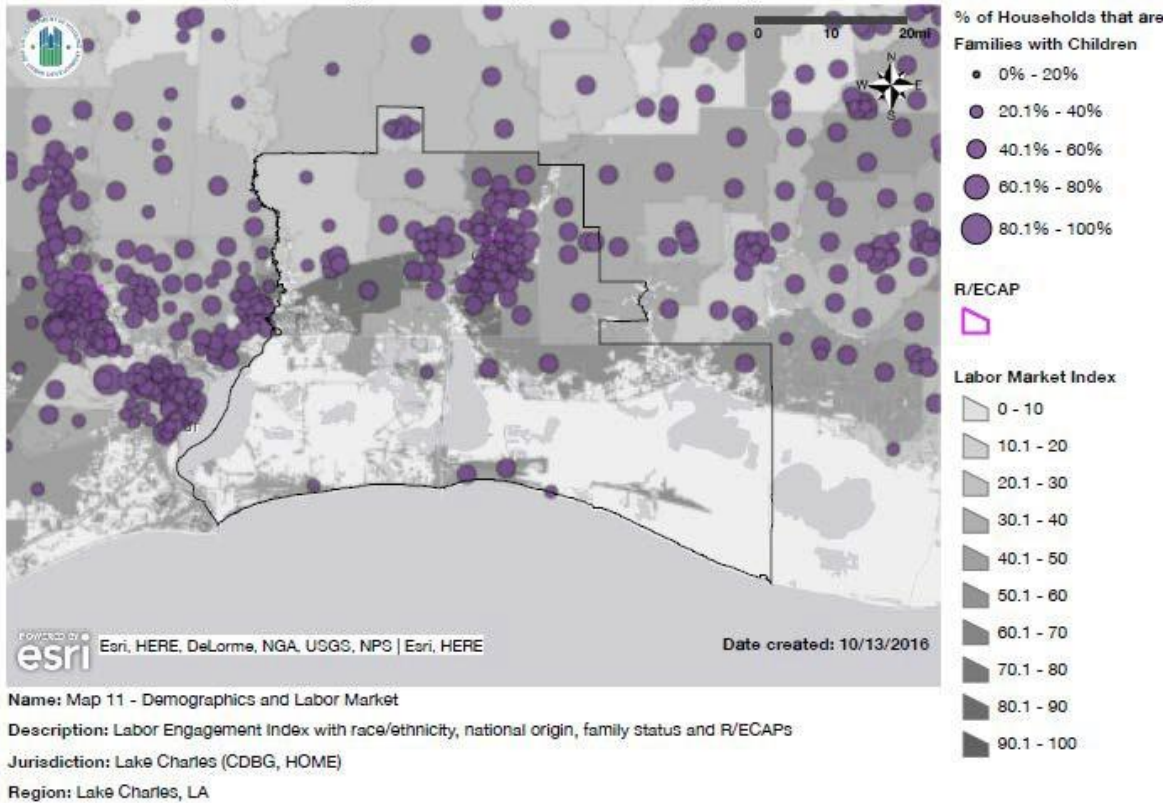 0 10 20mi
N
W E
S
% of Households that are
Families with Children
0% - 20%
20.1% - 40%
40.1% - 60%
60.1% - 80%
80.1% - 100%
R/ECAP
Labor Market Index
0 - 10
10.1 - 20
20.1 - 30
30.1 - 40
40.1 - 50
50.1 - 60
60.1 - 70
70.1 - 80
80.1 - 90
90.1 - 100
POWERED BY
esri
Esri, HERE, DeLorme, NGA, USGS, NPS | Esri, HERE
Date created: 10/13/2016
Name: Map 11 - Demographics and Labor Market
Description: Labor Engagement Index with race/ethnicity, national origin, family status and R/ECAPs
Jurisdiction: Lake Charles (CDBG, HOME)
Region: Lake Charles, LA